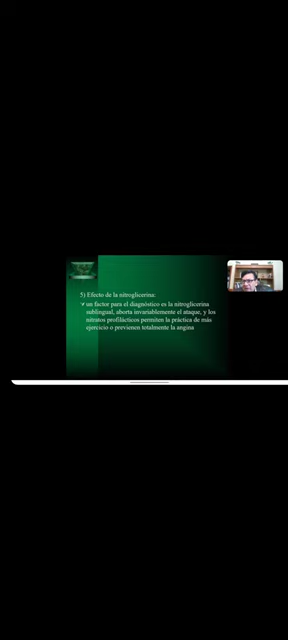 5) Efecto de la nitroglicerina:
un factor para el diagnóstico es la nitroglicerina
sublingual, aborta invariablemente el ataque, y los
nitratos profilácticos permiten la práctica de más
ejercicio o previenen totalmente la angina